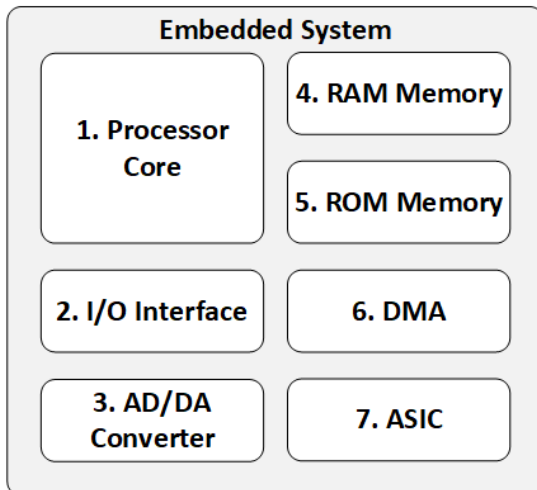 Embedded System
1. Processor
Core
2. I/O Interface
3. AD/DA
Converter
4. RAM Memory
5. ROM Memory
6. DMA
7. ASIC